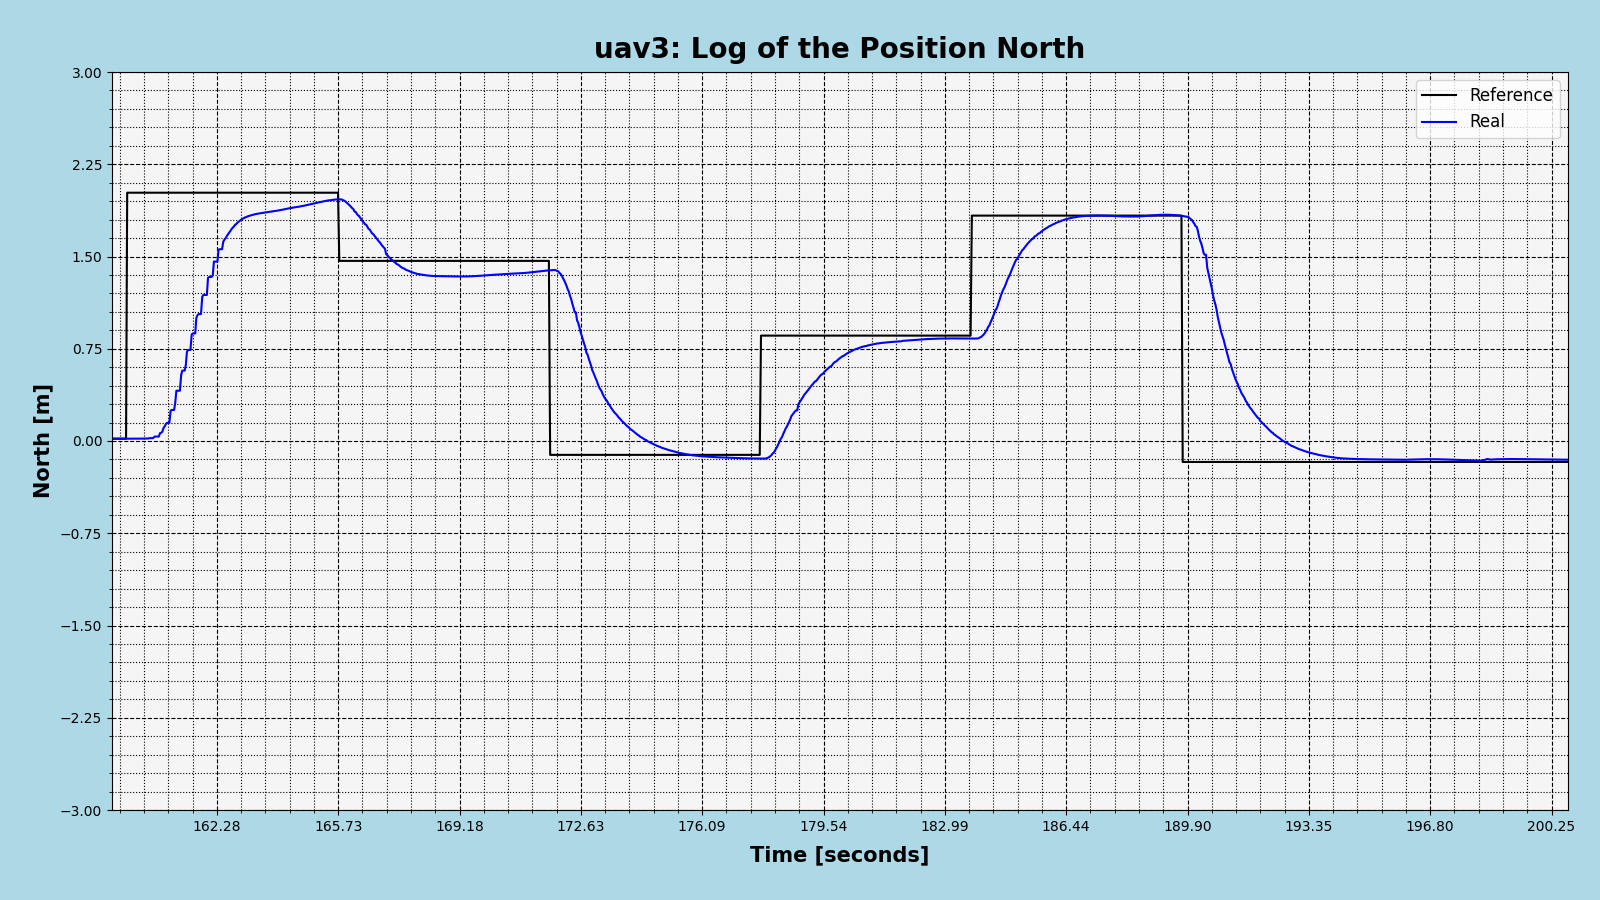 uav3: Log of the Position North
Reference
Real
North [m]
3.00
2.25
1.50
0.75
0.00
−0.75
−1.50
−2.25
−3.00
162.28 165.73 169.18 172.63 176.09 179.54 182.99 186.44 189.90 193.35 196.80 200.25
Time [seconds]